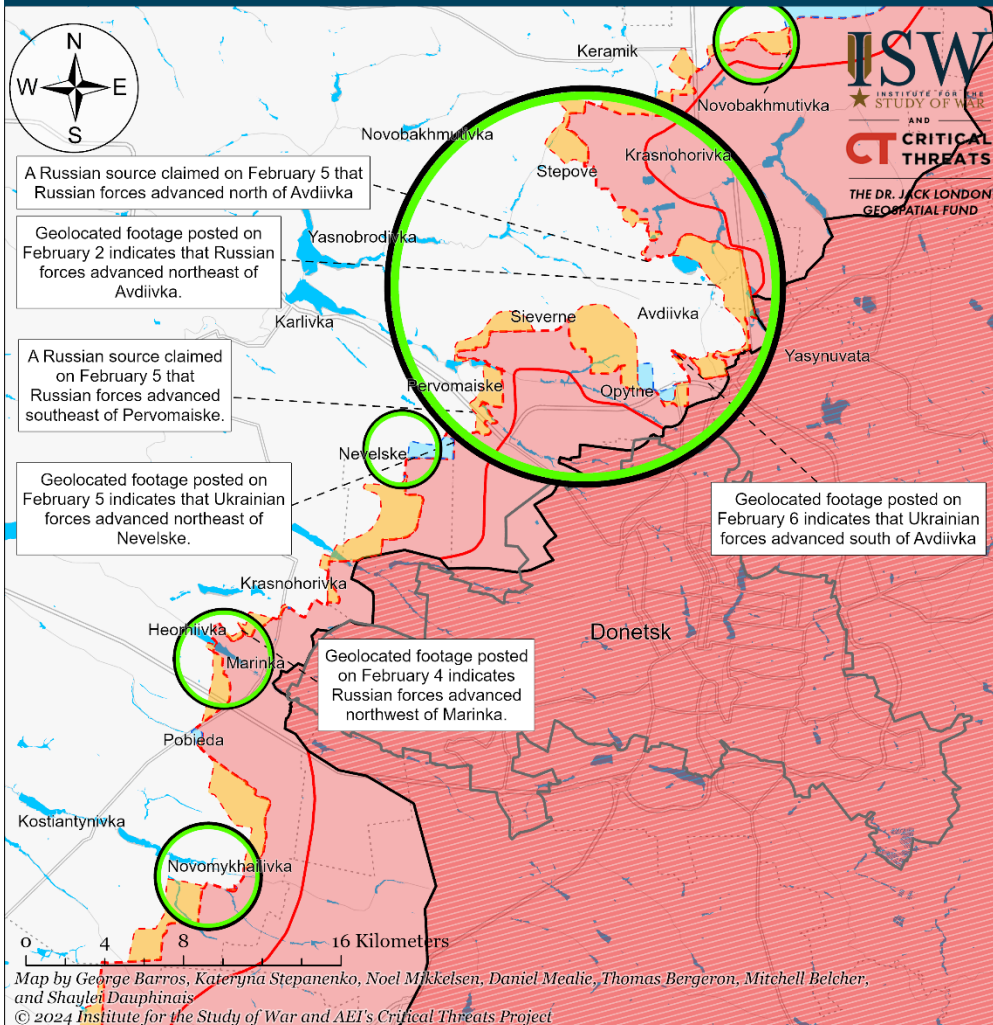 N
W
E
S
Keramik
Novobakhmutivka
ISW
INSTITUTE FOR THE
STUDY OF WAR
AND
CT CRITICAL
THREATS
THE DR. JACK LONDON
GEOSPATIAL FUND
Novobakhmutivka
Krasnohorivka
Stepove
A Russian source claimed on February 5 that
Russian forces advanced north of Avdiivka
Geolocated footage posted on
February 2 indicates that Russian
forces advanced northeast of
Avdiivka.
Yasnobrodivka
Karlivka
Sieverne
Avdiivka
Yasynuvata
A Russian source claimed
on February 5 that
Russian forces advanced
southeast of Pervomaiske.
Pervomaiske
Opytne
Nevelske
Geolocated footage posted on
February 5 indicates that Ukrainian
forces advanced northeast of
Nevelske.
Geolocated footage posted on
February 6 indicates that Ukrainian
forces advanced south of Avdiivka
Krasnohorivka
Heorhiivka
Marinka
Donetsk
Geolocated footage posted
on February 4 indicates
Russian forces advanced
northwest of Marinka.
Pobieda
Kostiantynivka
Novomykhailivka
0 4 8 16 Kilometers
Map by George Barros, Kateryna Stepanenko, Noel Mikkelsen, Daniel Mealie, Thomas Bergeron, Mitchell Belcher,
and Shaylei Dauphinais
© 2024 Institute for the Study of War and AEI's Critical Threats Project